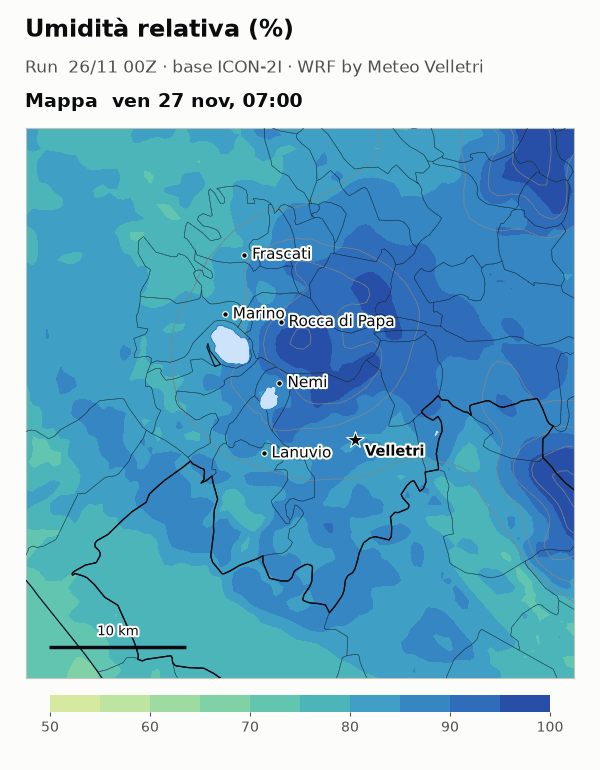 Umidità relativa (%)
Run  26/11 00Z · base ICON-2I · WRF by Meteo Velletri
Mappa  ven 27 nov, 07:00
Frascati
Marino
Rocca di Papa
Nemi
Velletri
Lanuvio
10 km
50 60 70 80 90 100